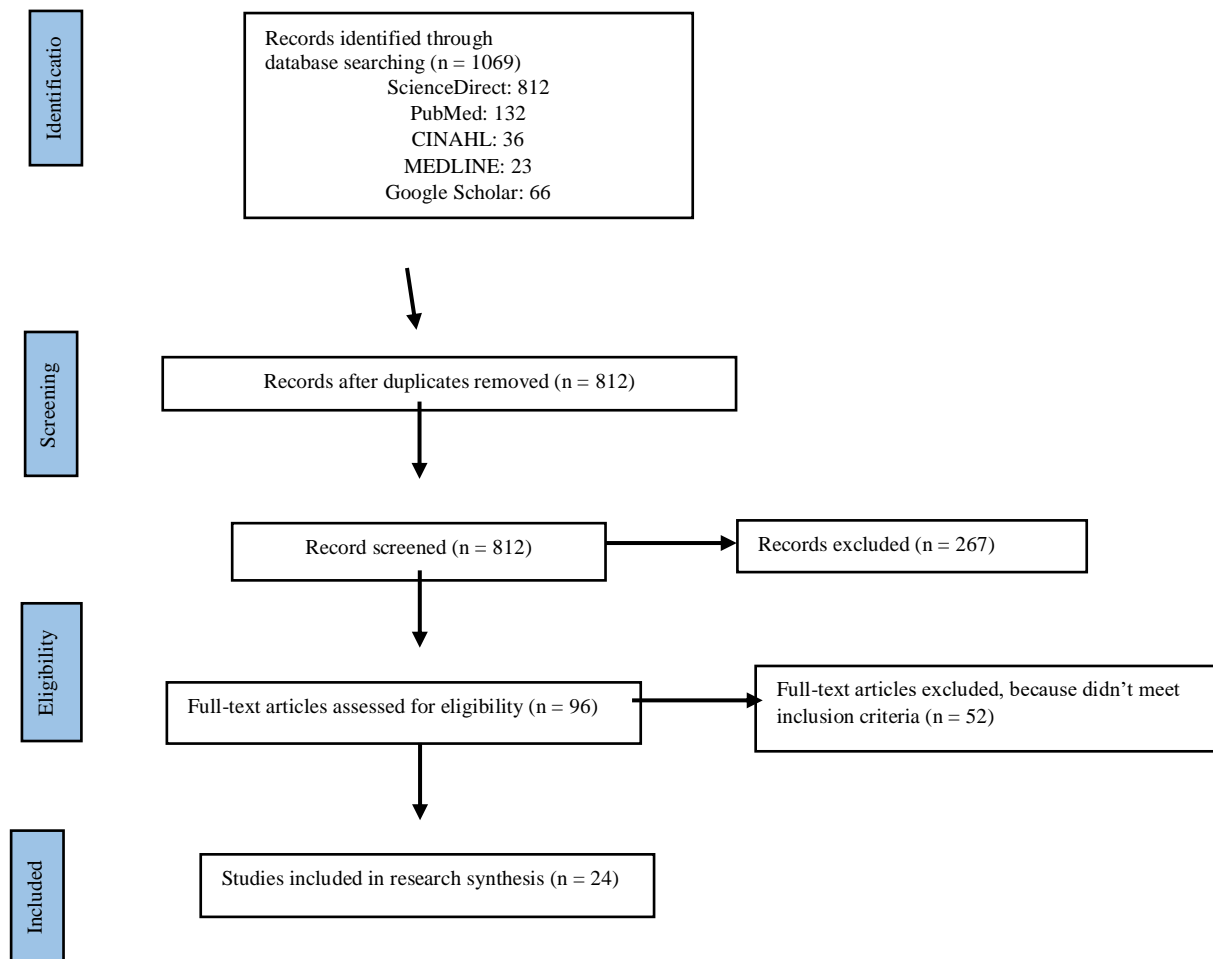 Identificatio
Records identified through
database searching (n = 1069)
ScienceDirect: 812
PubMed: 132
CINAHL: 36
MEDLINE: 23
Google Scholar: 66
Screening
Records after duplicates removed (n = 812)
Record screened (n = 812)
Records excluded (n = 267)
Eligibility
Full-text articles assessed for eligibility (n = 96)
Full-text articles excluded, because didn’t meet
inclusion criteria (n = 52)
Included
Studies included in research synthesis (n = 24)